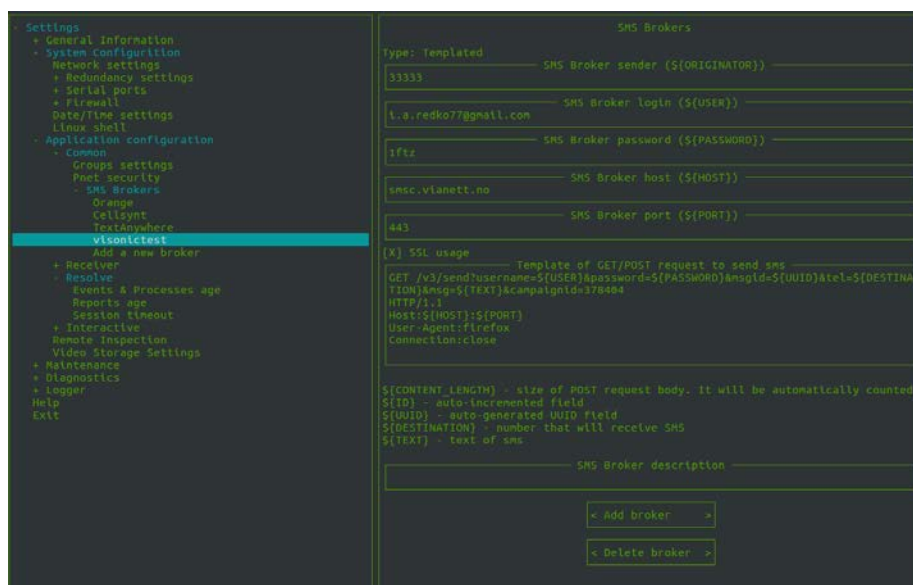 - Settings
+ General Information
- System Configurition
Network settings
+ Redundancy settings
+ Serial ports
+ Firewall
Date/Time settings
Linux shell
- Application configuration
- Common
Groups settings
Pnet security
- SMS Brokers
Orange
Cellsynt
TextAnywhere
visonictest
Add a new broker
+ Receiver
- Resolve
Events & Processes age
Reports age
Session timeout
+ Interactive
Remote Inspection
Video Storage Settings
+ Maintenance
+ Diagnostics
+ Logger
Help
Exit
SMS Brokers
Type: Templated
SMS Broker sender (${ORIGINATOR})
33333
SMS Broker login (${USER})
i.a.redko77@gmail.com
SMS Broker password (${PASSWORD})
1ftz
SMS Broker host (${HOST})
smsc.vianett.no
SMS Broker port (${PORT})
443
[X] SSL usage
Template of GET/POST request to send sms
GET /v3/send?username=${USER}&password=${PASSWORD}&msgid=${UUID}&tel=${DESTINA
TION}&msg=${TEXT}&campaignid=378404
HTTP/1.1
Host:${HOST}:${PORT}
User-Agent:firefox
Connection:close
${CONTENT_LENGTH} - size of POST request body. It will be automatically counted
${ID} - auto-incremented field
${UUID} - auto-generated UUID field
${DESTINATION} - number that will receive SMS
${TEXT} - text of sms
SMS Broker description
< Add broker >
< Delete broker >